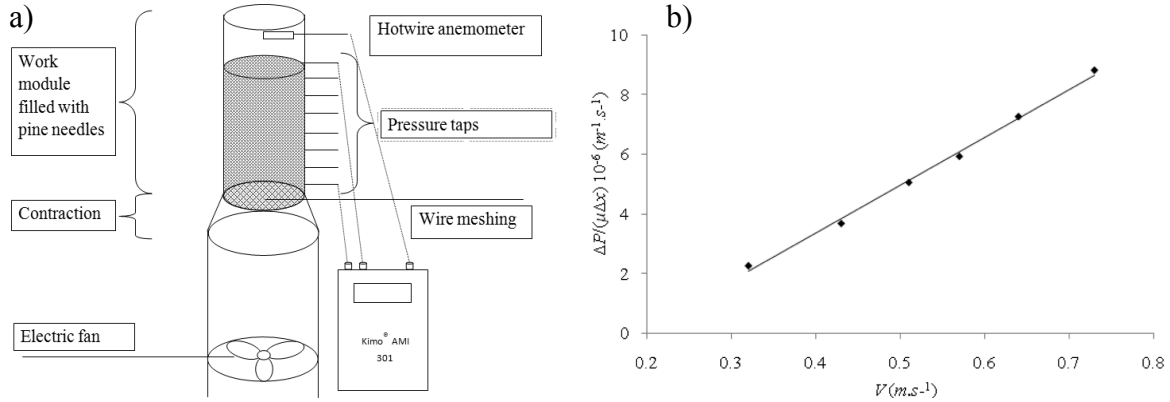 a)
Work
module
filled with
pine needles
Contraction
Electric fan
Hotwire anemometer
Pressure taps
Wire meshing
Kimo® AMI
301
b)
ΔP/(μΔx) 10⁻⁶ (m⁻¹.s⁻¹)
10
8
6
4
2
0
0.2 0.3 0.4 0.5 0.6 0.7 0.8
V (m.s⁻¹)